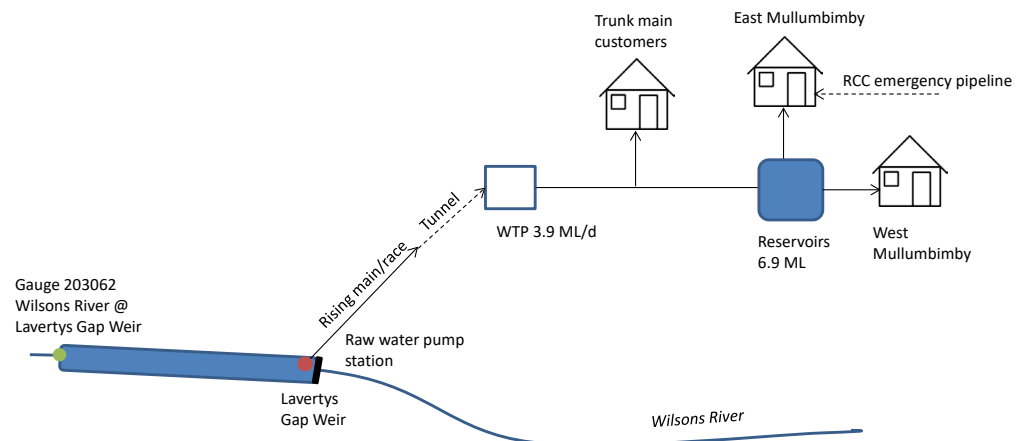 Trunk main
customers
East Mullumbimby
RCC emergency pipeline
Tunnel
WTP 3.9 ML/d
Rising main/race
Reservoirs
6.9 ML
West
Mullumbimby
Gauge 203062
Wilsons River @
Lavertys Gap Weir
Raw water pump
station
Lavertys
Gap Weir
Wilsons River